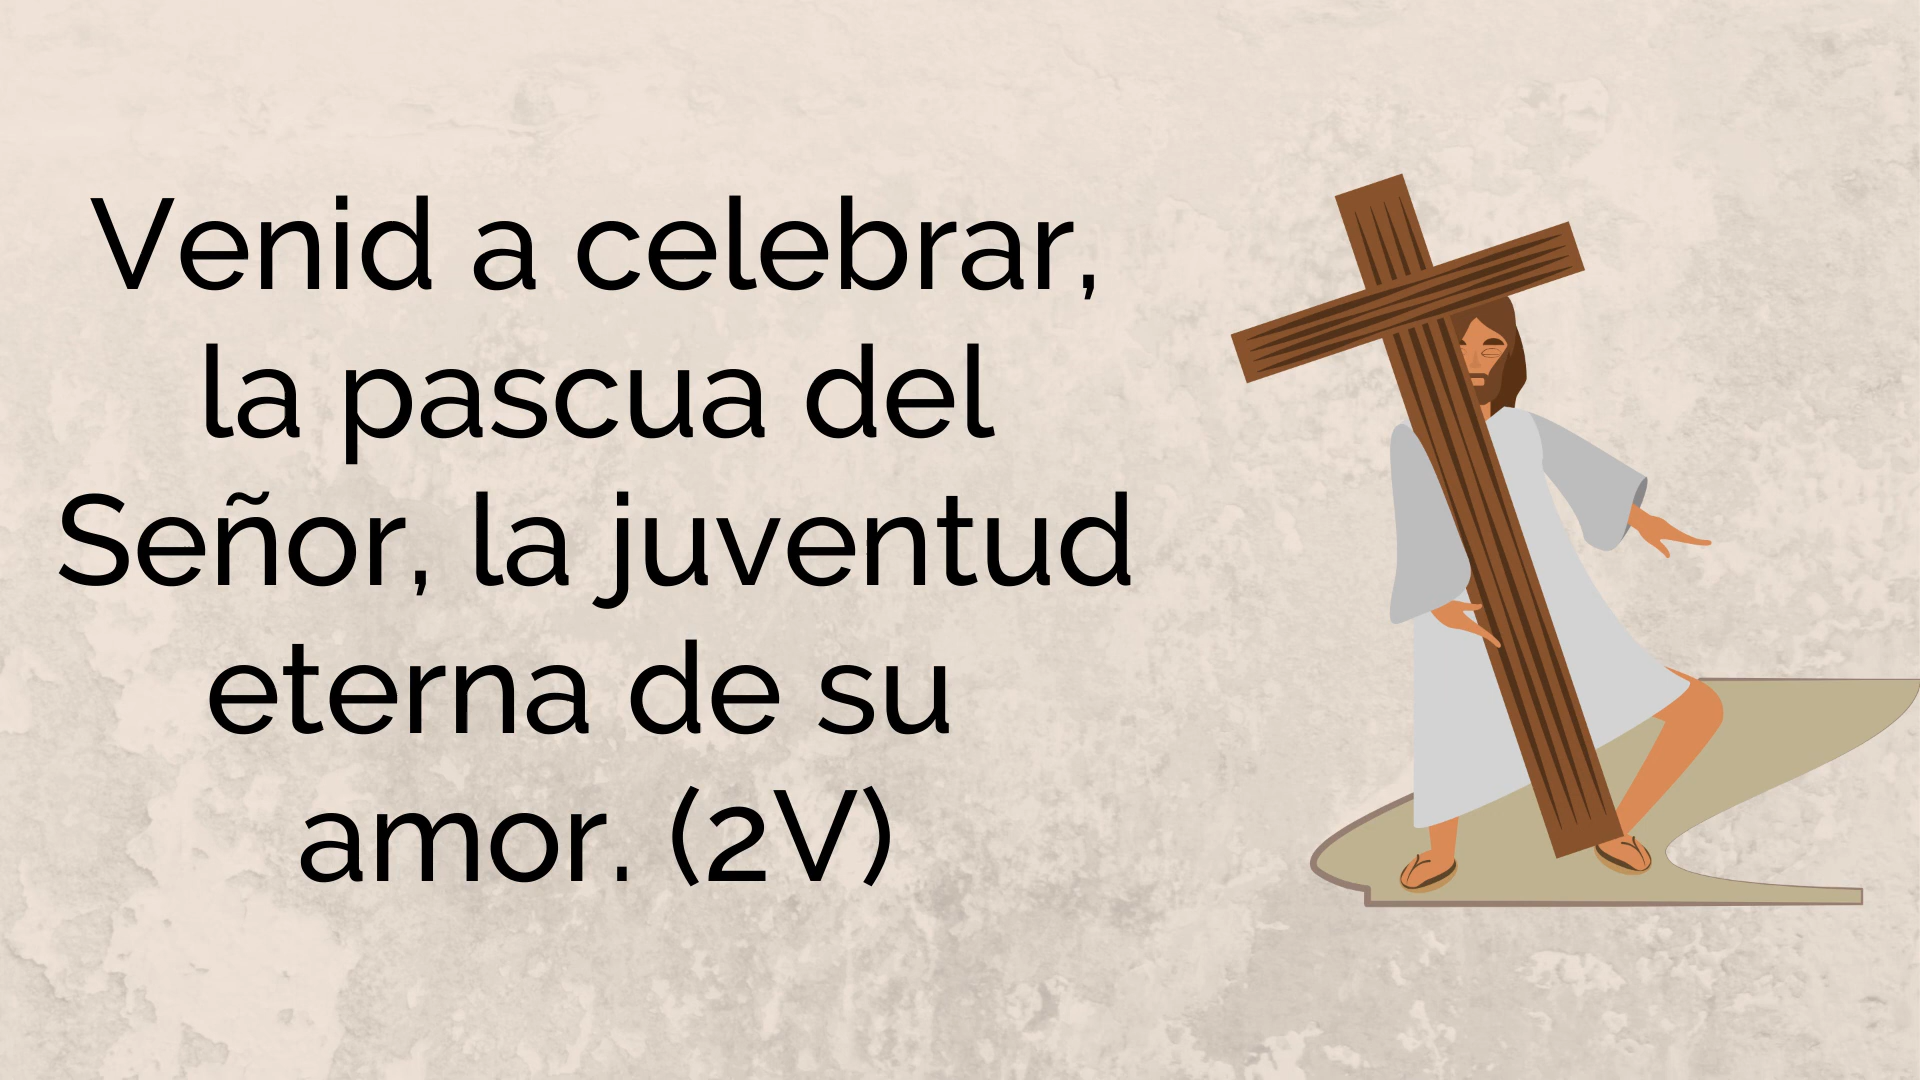 Venid a celebrar,
la pascua del
Señor, la juventud
eterna de su
amor. (2V)